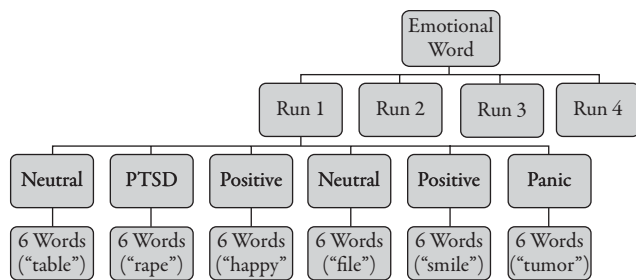 Emotional
Word
Run 1
Run 2
Run 3
Run 4
Neutral
PTSD
Positive
Neutral
Positive
Panic
6 Words
(“table”)
6 Words
(“rape”)
6 Words
(“happy”
6 Words
(“file”)
6 Words
(“smile”)
6 Words
(“tumor”)